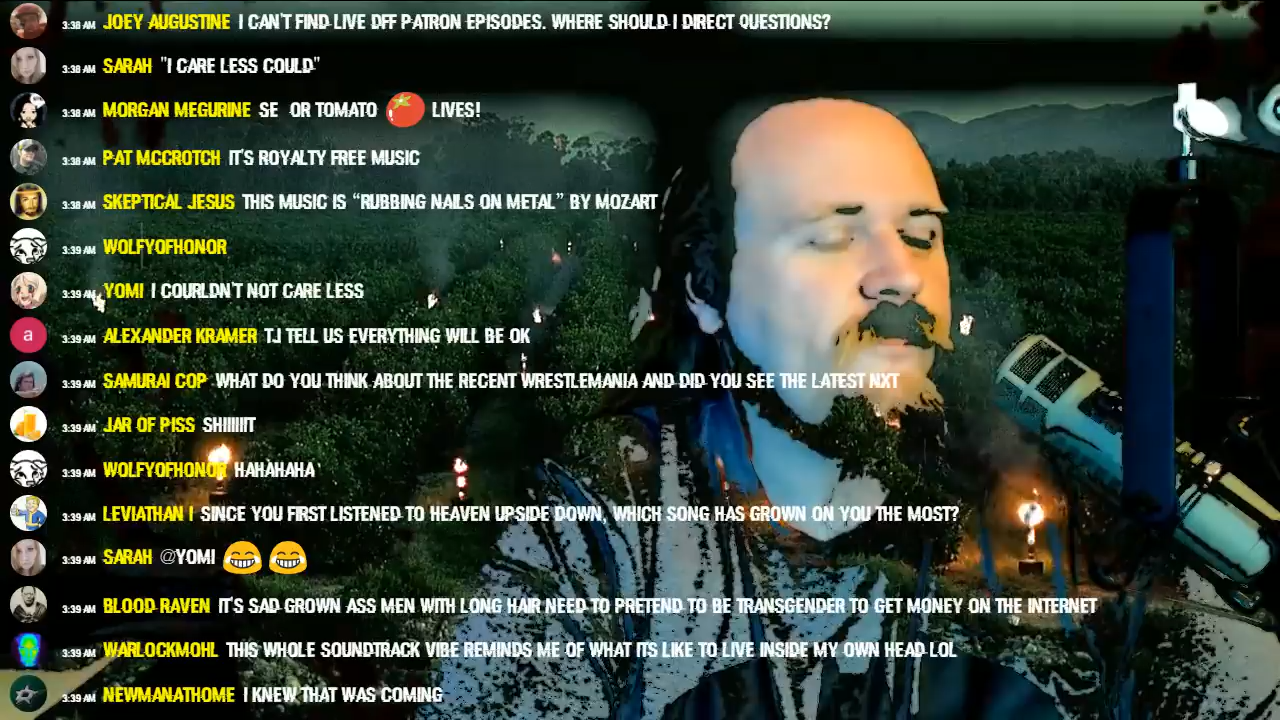 3:38 AM JOEY AUGUSTINE I CAN'T FIND LIVE DFF PATRON EPISODES. WHERE SHOULD I DIRECT QUESTIONS?
3:38 AM SARAH "I CARE LESS COULD"
3:38 AM MORGAN MEGURINE SE OR TOMATO 🍅 LIVES!
3:38 AM PAT MCCROTCH IT'S ROYALTY FREE MUSIC
3:38 AM SKEPTICAL JESUS THIS MUSIC IS “RUBBING NAILS ON METAL” BY MOZART
3:39 AM WOLFYOFHONOR
3:39 AM YOMI I COURLDN'T NOT CARE LESS
a 3:39 AM ALEXANDER KRAMER TJ TELL US EVERYTHING WILL BE OK
3:39 AM SAMURAI COP WHAT DO YOU THINK ABOUT THE RECENT WRESTLEMANIA AND DID YOU SEE THE LATEST NXT
3:39 AM JAR OF PISS SHIIIIIT
3:39 AM WOLFYOFHONOR HAHAHAHA
3:39 AM LEVIATHAN I SINCE YOU FIRST LISTENED TO HEAVEN UPSIDE DOWN, WHICH SONG HAS GROWN ON YOU THE MOST?
3:39 AM SARAH @YOMI 😂 😂
3:39 AM BLOOD RAVEN IT'S SAD GROWN ASS MEN WITH LONG HAIR NEED TO PRETEND TO BE TRANSGENDER TO GET MONEY ON THE INTERNET
3:39 AM WARLOCKMOHL THIS WHOLE SOUNDTRACK VIBE REMINDS ME OF WHAT ITS LIKE TO LIVE INSIDE MY OWN HEAD LOL
3:39 AM NEWMANATHOME I KNEW THAT WAS COMING